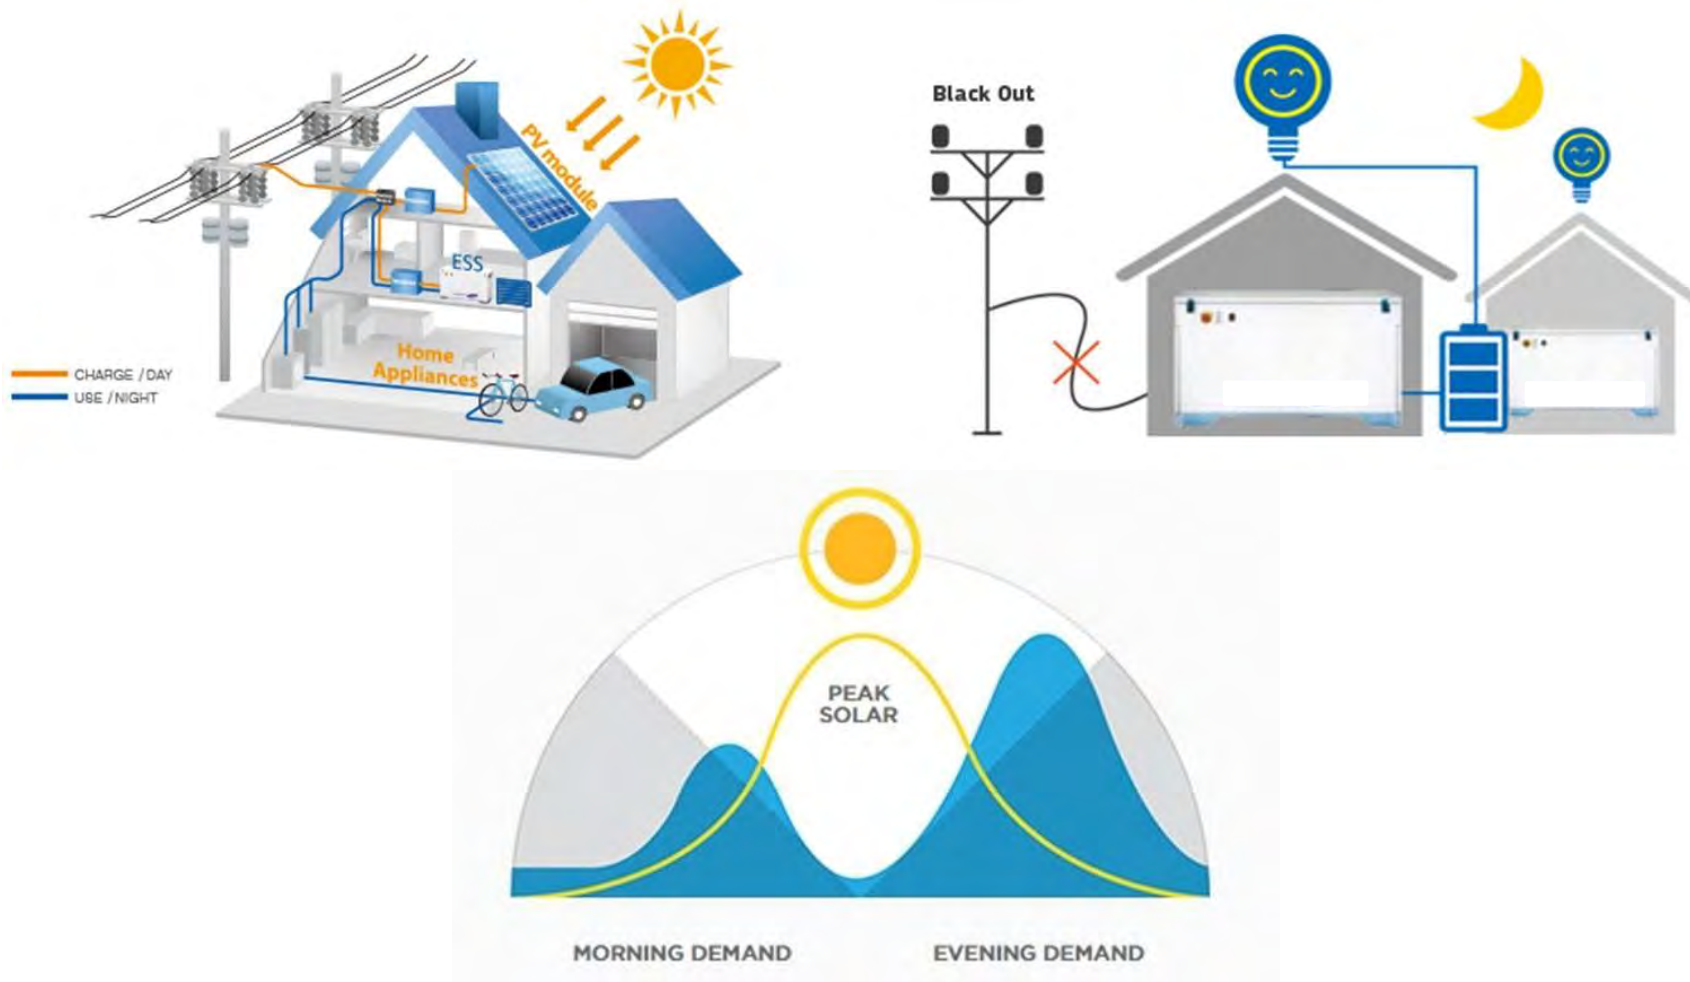 PV module
ESS
Home
Appliances
CHARGE / DAY
USE / NIGHT
Black Out
PEAK
SOLAR
MORNING DEMAND
EVENING DEMAND